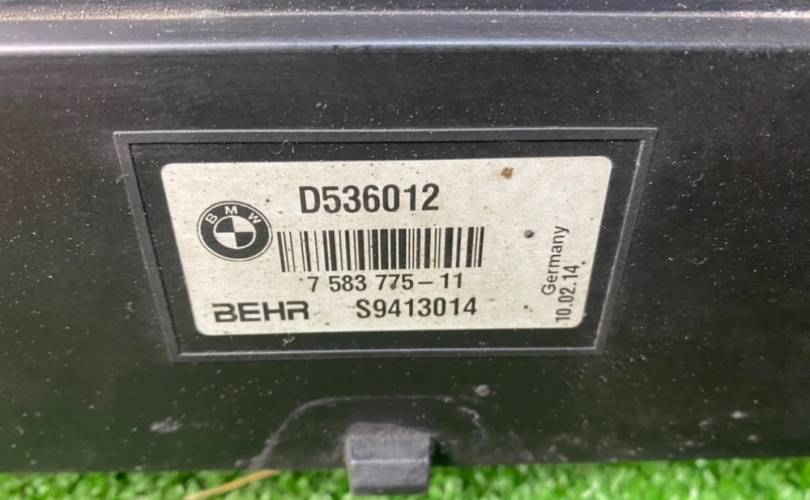 D536012
BMW
7 583 775-11
BEHR S9413014
Germany
10.02.14.